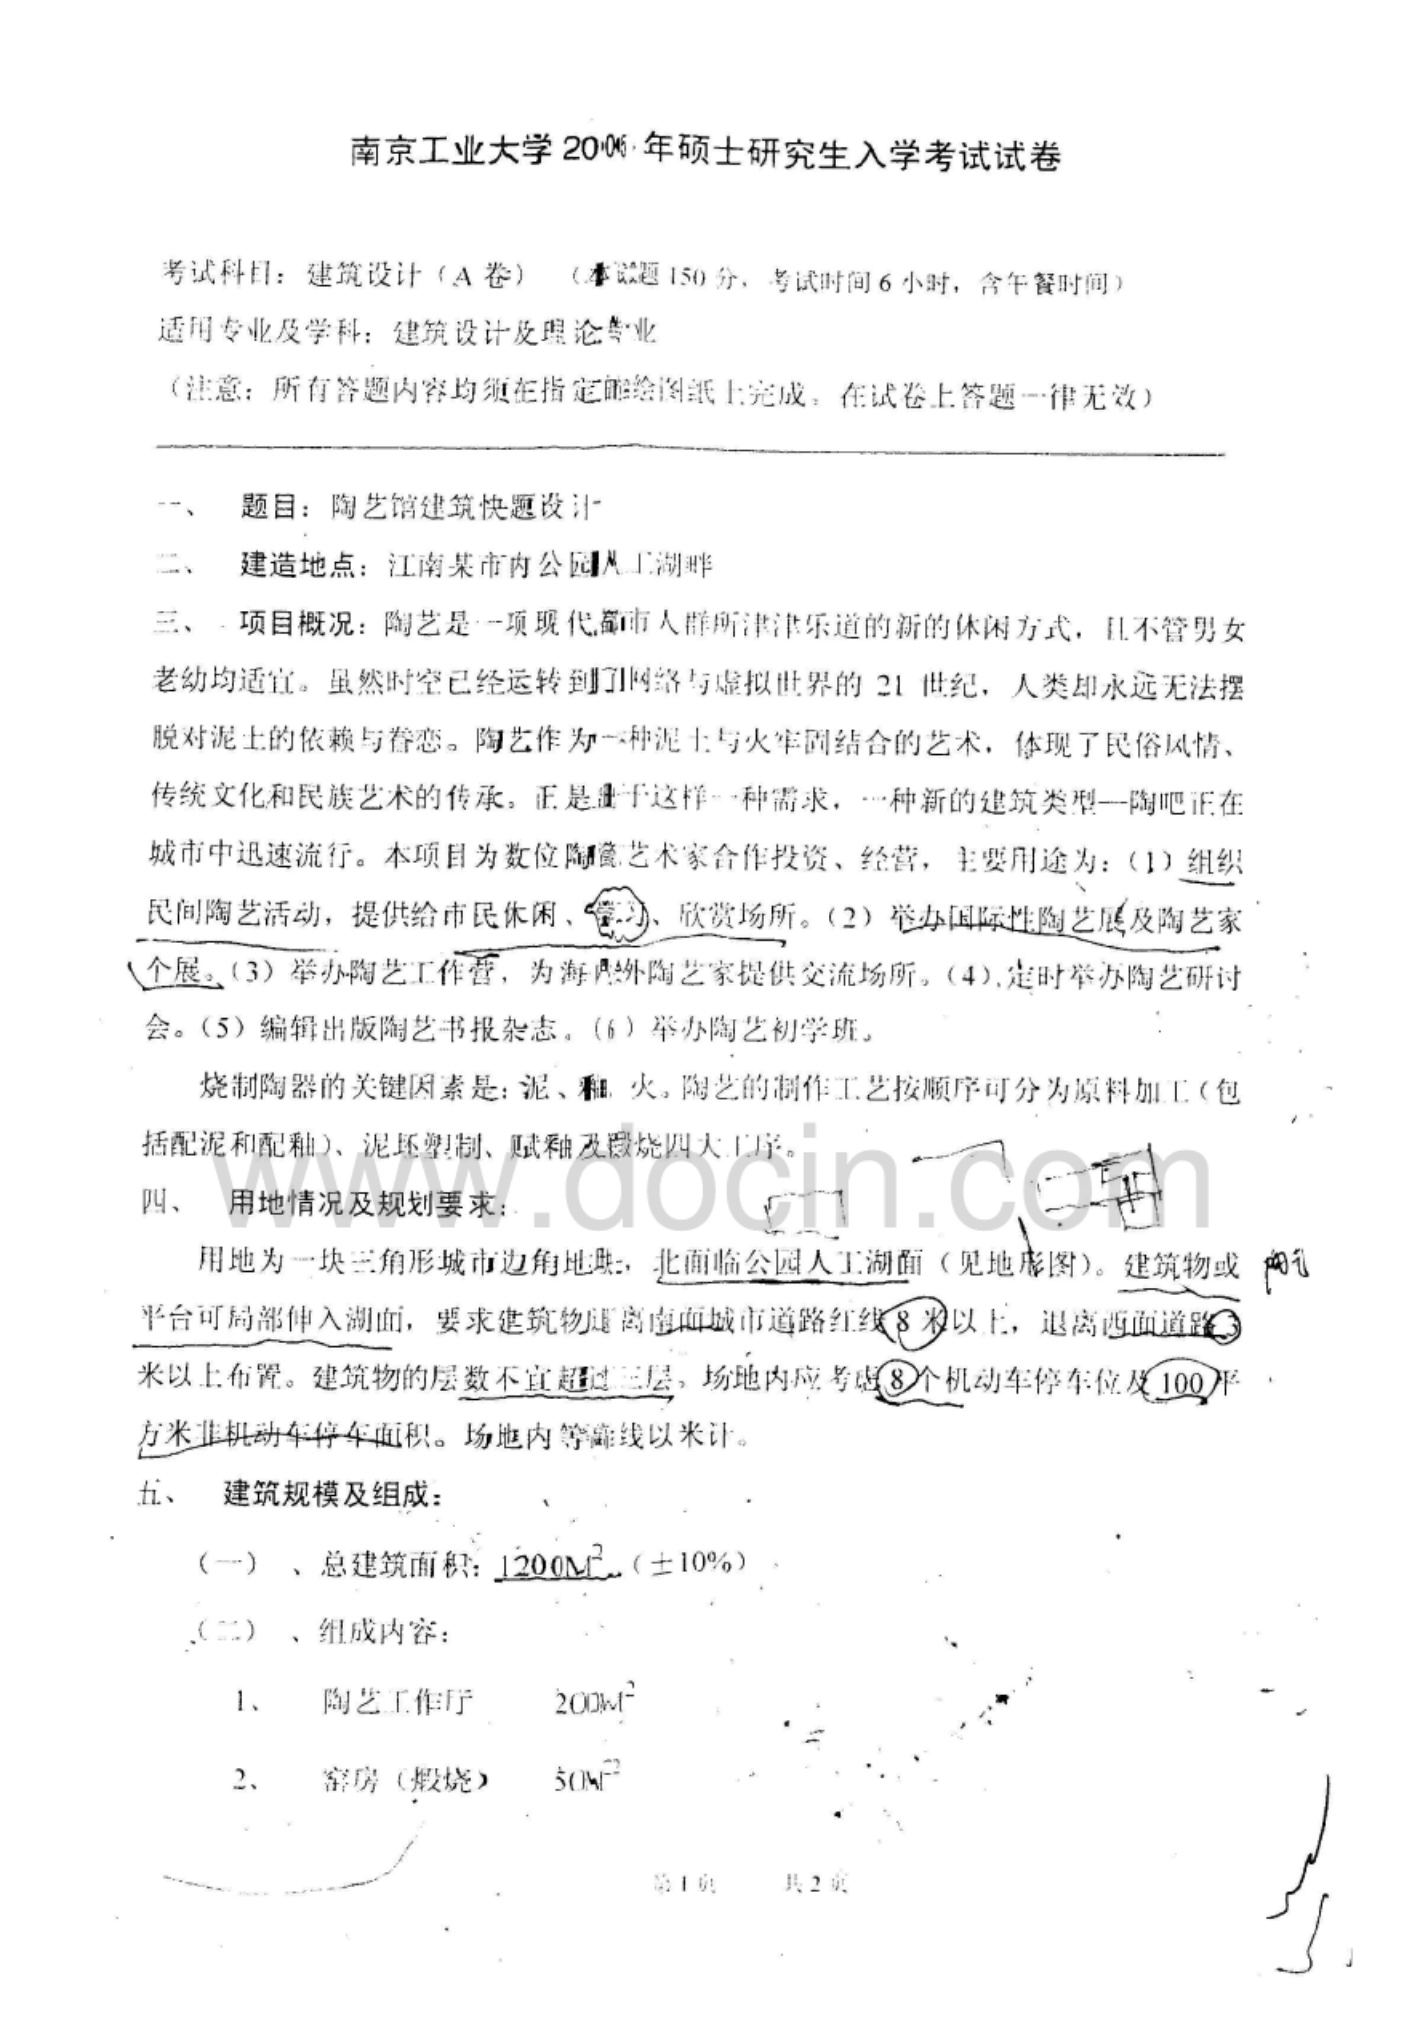 南京工业大学2006年硕士研究生入学考试试卷
考试科目：建筑设计（A 卷） （本试题150分，考试时间6小时，含午餐时间）
适用专业及学科：建筑设计及理论专业
（注意：所有答题内容均须在指定的绘图纸上完成。在试卷上答题一律无效）
一、 题目：陶艺馆建筑快题设计
二、 建造地点：江南某市内公园人工湖畔
三、 项目概况：陶艺是一项现代都市人群所津津乐道的新的休闲方式，且不管男女
老幼均适宜。虽然时空已经运转到了网络与虚拟世界的 21 世纪，人类却永远无法摆
脱对泥土的依赖与眷恋。陶艺作为一种泥土与火牢固结合的艺术，体现了民俗风情、
传统文化和民族艺术的传承。正是由于这样一种需求，一种新的建筑类型—陶吧正在
城市中迅速流行。本项目为数位陶瓷艺术家合作投资、经营，主要用途为：（1）组织
民间陶艺活动，提供给市民休闲、学习、欣赏场所。（2）举办国际性陶艺展及陶艺家
个展。（3）举办陶艺工作营，为海内外陶艺家提供交流场所。（4）定时举办陶艺研讨
会。（5）编辑出版陶艺书报杂志。（6）举办陶艺初学班。
烧制陶器的关键因素是：泥、釉、火。陶艺的制作工艺按顺序可分为原料加工（包
括配泥和配釉）、泥坯塑制、赋釉及煅烧四大工序。
www.docin.com
四、 用地情况及规划要求：
用地为一块三角形城市边角地块，北面临公园人工湖面（见地形图）。建筑物或
平台可局部伸入湖面，要求建筑物退离南面城市道路红线8米以上，退离西面道路3
米以上布置。建筑物的层数不宜超过三层。场地内应考虑8个机动车停车位及100平
方米非机动车停车面积。场地内等高线以米计。
五、 建筑规模及组成：
（一） 、总建筑面积：1200M²（±10%）
（二） 、组成内容：
1、 陶艺工作厅 200M²
2、 窑房（煅烧） 50M²
第1页 共2页